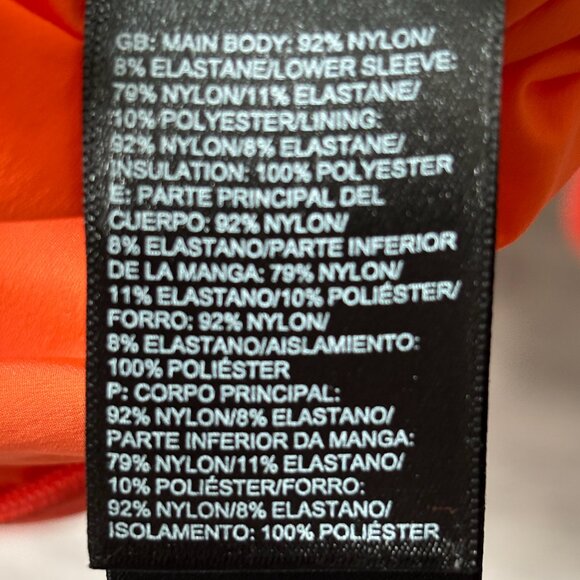 GB: MAIN BODY: 92% NYLON/
8% ELASTANE/LOWER SLEEVE:
79% NYLON/11% ELASTANE/
10% POLYESTER/LINING:
92% NYLON/8% ELASTANE/
INSULATION: 100% POLYESTER
E: PARTE PRINCIPAL DEL
CUERPO: 92% NYLON/
8% ELASTANO/PARTE INFERIOR
DE LA MANGA: 79% NYLON/
11% ELASTANO/10% POLIÉSTER/
FORRO: 92% NYLON/
8% ELASTANO/AISLAMIENTO:
100% POLIÉSTER
P: CORPO PRINCIPAL:
92% NYLON/8% ELASTANO/
PARTE INFERIOR DA MANGA:
79% NYLON/11% ELASTANO/
10% POLIÉSTER/FORRO:
92% NYLON/8% ELASTANO/
ISOLAMENTO: 100% POLIÉSTER